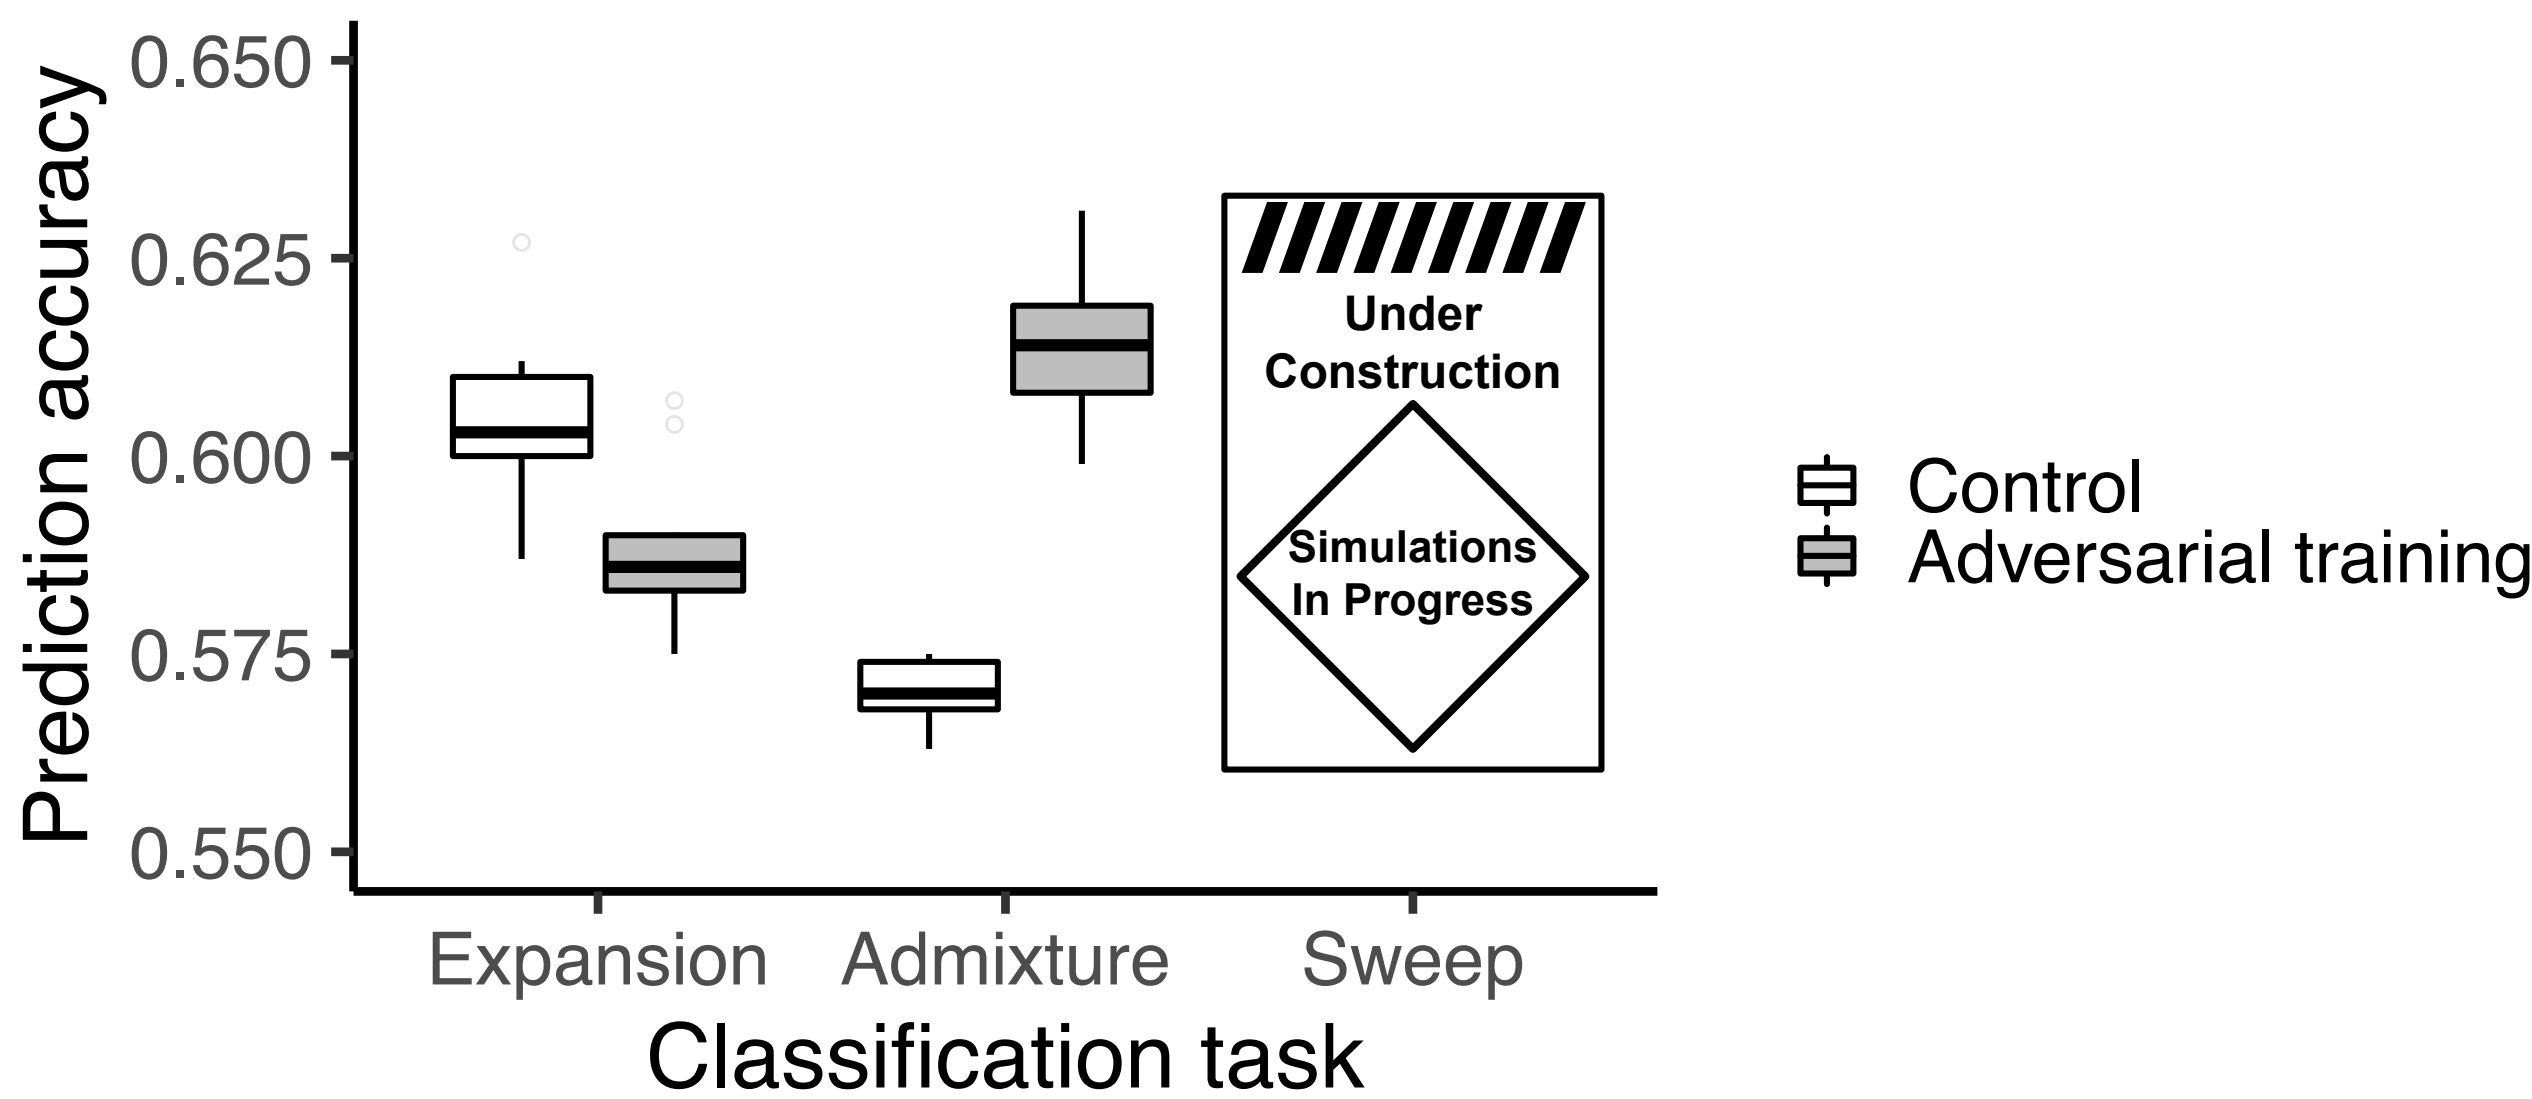 Prediction accuracy
0.650
0.625
0.600
0.575
0.550
Under
Construction
Simulations
In Progress
Control
Adversarial training
Expansion
Admixture
Sweep
Classification task